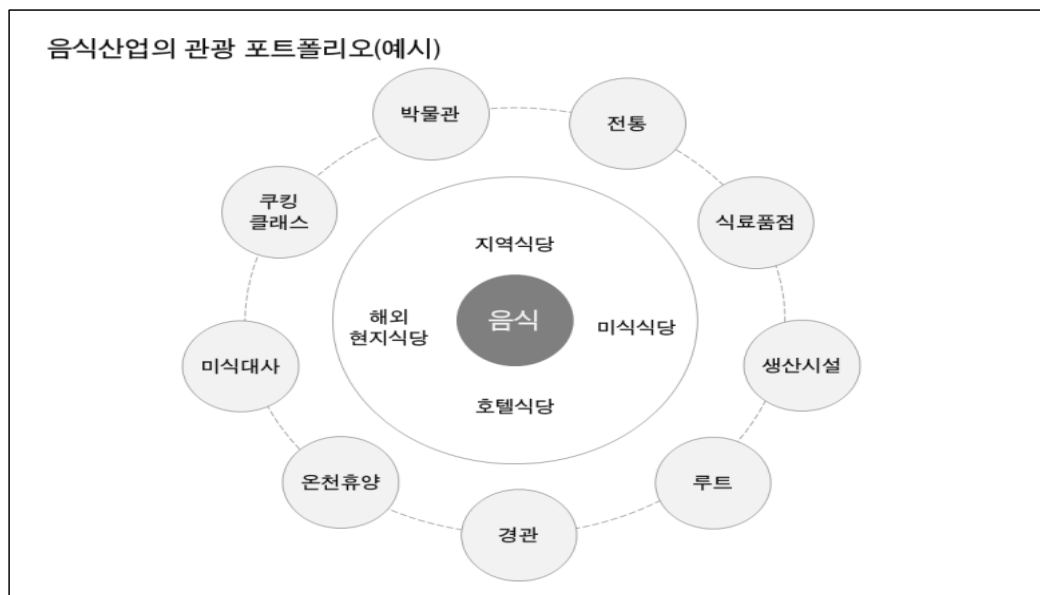 음식산업의 관광 포트폴리오(예시)
박물관
전통
쿠킹
클래스
식료품점
지역식당
해외
현지식당
음식
미식식당
미식대사
생산시설
호텔식당
온천휴양
루트
경관